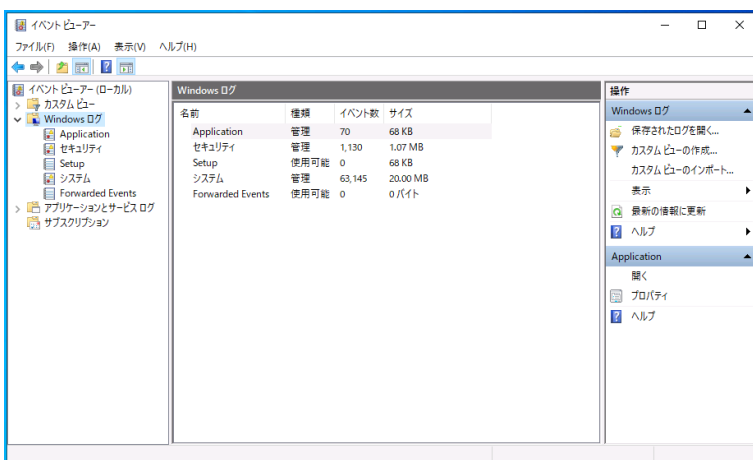 イベント ビューアー
ファイル(F) 操作(A) 表示(V) ヘルプ(H)
イベント ビューアー (ローカル)
カスタム ビュー
Windows ログ
Application
セキュリティ
Setup
システム
Forwarded Events
アプリケーションとサービス ログ
サブスクリプション
Windows ログ
名前 種類 イベント数 サイズ
Application 管理 70 68 KB
セキュリティ 管理 1,130 1.07 MB
Setup 使用可能 0 68 KB
システム 管理 63,145 20.00 MB
Forwarded Events 使用可能 0 0 バイト
操作
Windows ログ
保存されたログを開く...
カスタム ビューの作成...
カスタム ビューのインポート...
表示
最新の情報に更新
ヘルプ
Application
開く
プロパティ
ヘルプ